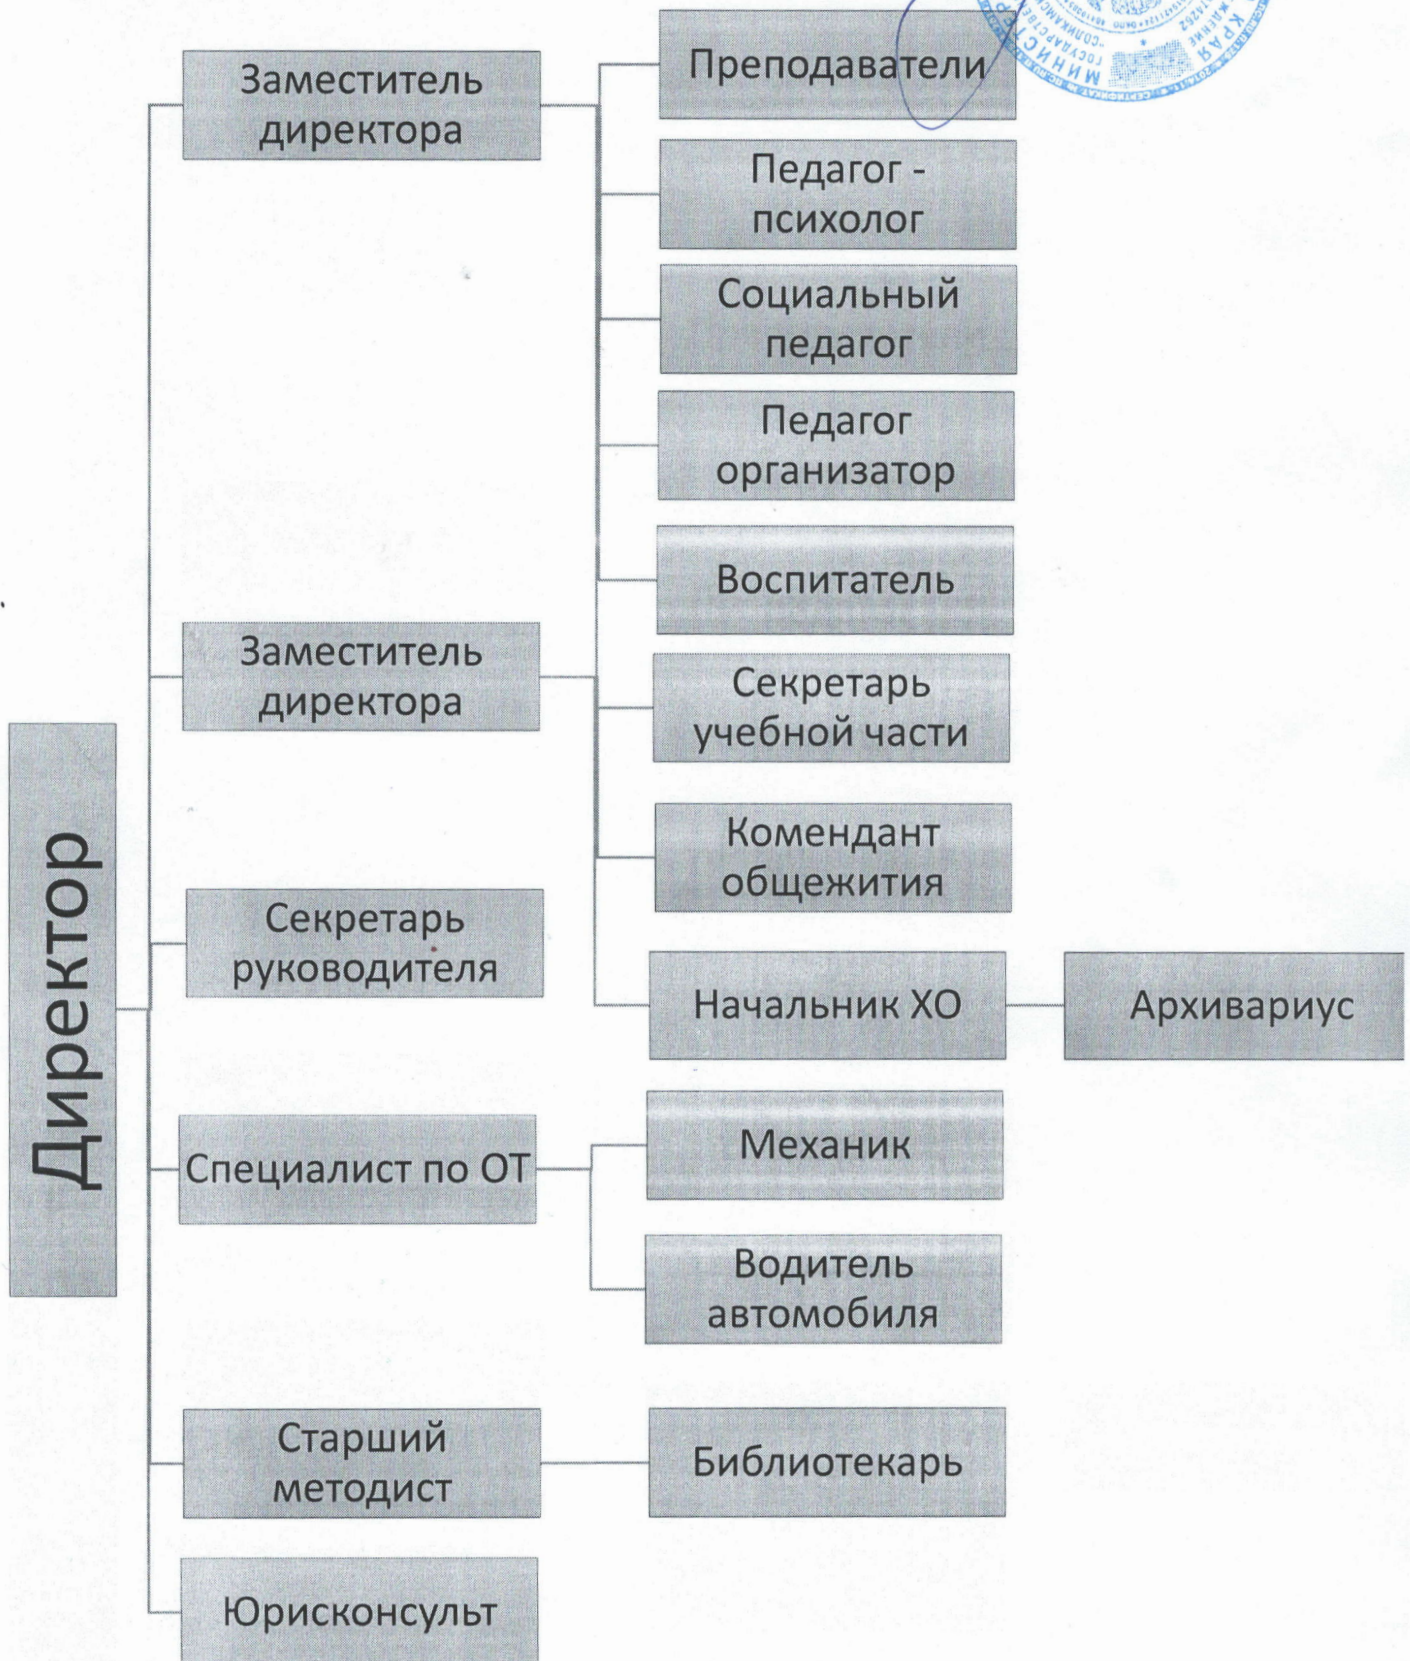 Заместитель
директора
Преподаватели
Педагог -
психолог
Социальный
педагог
Педагог
организатор
Воспитатель
Заместитель
директора
Секретарь
учебной части
Комендант
общежития
Директор
Секретарь
руководителя
Начальник ХО
Архивариус
Специалист по ОТ
Механик
Водитель
автомобиля
Старший
методист
Библиотекарь
Юрисконсульт